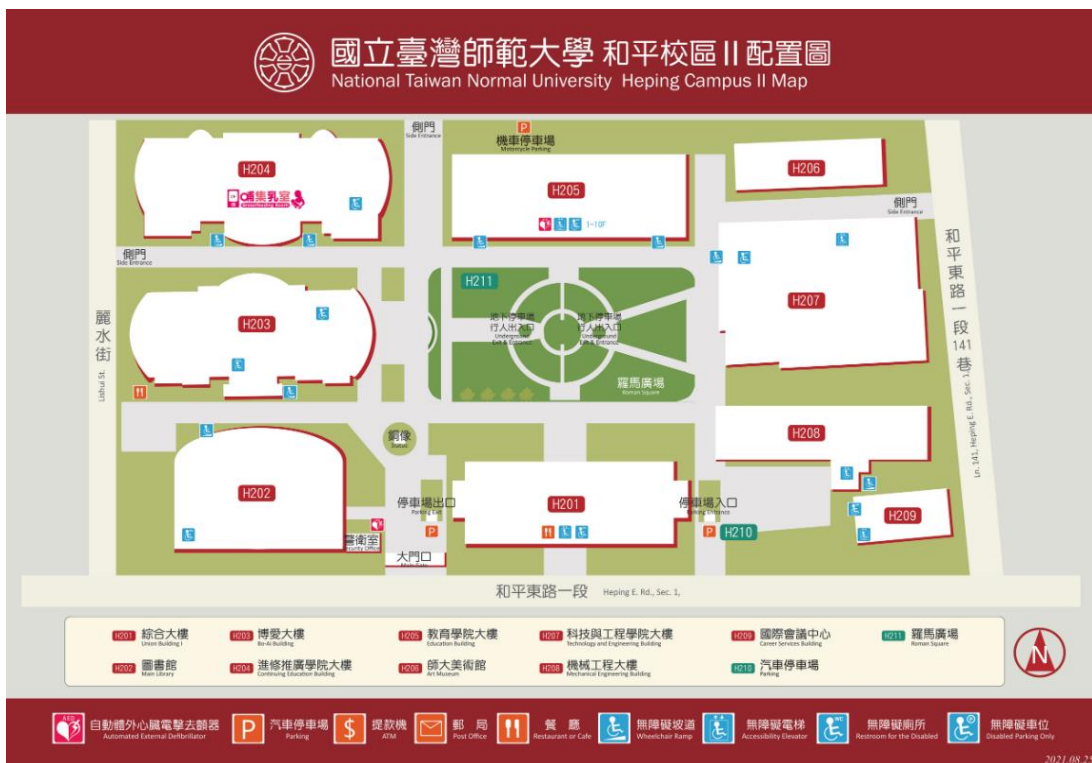 國立臺灣師範大學 和平校區 II 配置圖
National Taiwan Normal University Heping Campus II Map
側門
Side Entrance
P
機車停車場
Motorcycle Parking
H204
哺集乳室
Breastfeeding Room
H205
1~10F
H206
側門
Side Entrance
側門
Side Entrance
H211
H207
地下停車場
行人出入口
Underground
Exit & Entrance
地下停車場
行人出入口
Underground
Exit & Entrance
H203
羅馬廣場
Roman Square
麗水街
Lishui St.
和平東路一段141巷
Ln. 141, Heping E. Rd., Sec. 1,
銅像
Statue
H208
H202
停車場出口
Parking Exit
P
H201
停車場入口
Parking Entrance
P
H210
H209
警衛室
Security Office
大門口
Main Gate
和平東路一段 Heping E. Rd., Sec. 1,
H201 綜合大樓
Union Building I
H203 博愛大樓
Bo-Ai Building
H205 教育學院大樓
Education Building
H207 科技與工程學院大樓
Technology and Engineering Building
H209 國際會議中心
Career Services Building
H211 羅馬廣場
Roman Square
H202 圖書館
Main Library
H204 進修推廣學院大樓
Continuing Education Building
H206 師大美術館
Art Museum
H208 機械工程大樓
Mechanical Engineering Building
H210 汽車停車場
Parking
N
AED
自動體外心臟電擊去顫器
Automated External Defibrillator
P
汽車停車場
Parking
$
提款機
ATM
郵局
Post Office
餐廳
Restaurant or Cafe
無障礙坡道
Wheelchair Ramp
無障礙電梯
Accessibility Elevator
WC
無障礙廁所
Restroom for the Disabled
P
無障礙車位
Disabled Parking Only